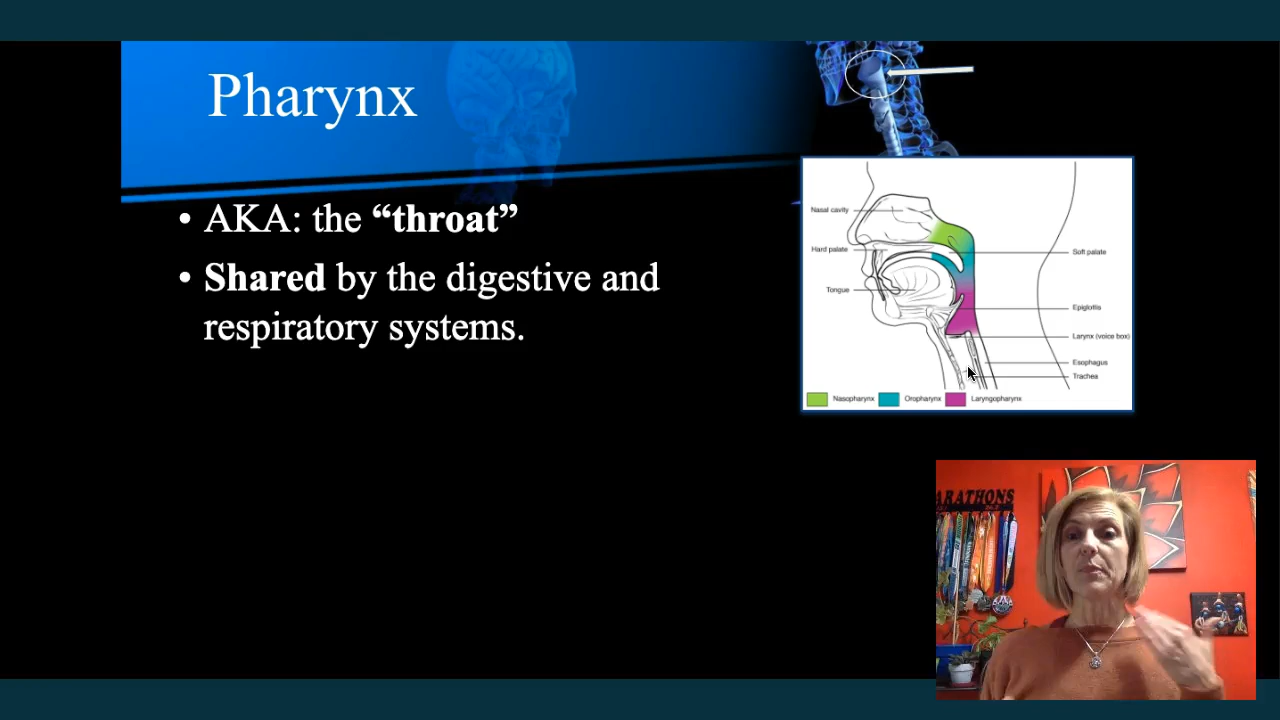 Pharynx
• AKA: the “throat”
• Shared by the digestive and
respiratory systems.
Nasal cavity
Hard palate
Tongue
Soft palate
Epiglottis
Larynx (voice box)
Esophagus
Trachea
Nasopharynx
Oropharynx
Laryngopharynx
ARATHONS